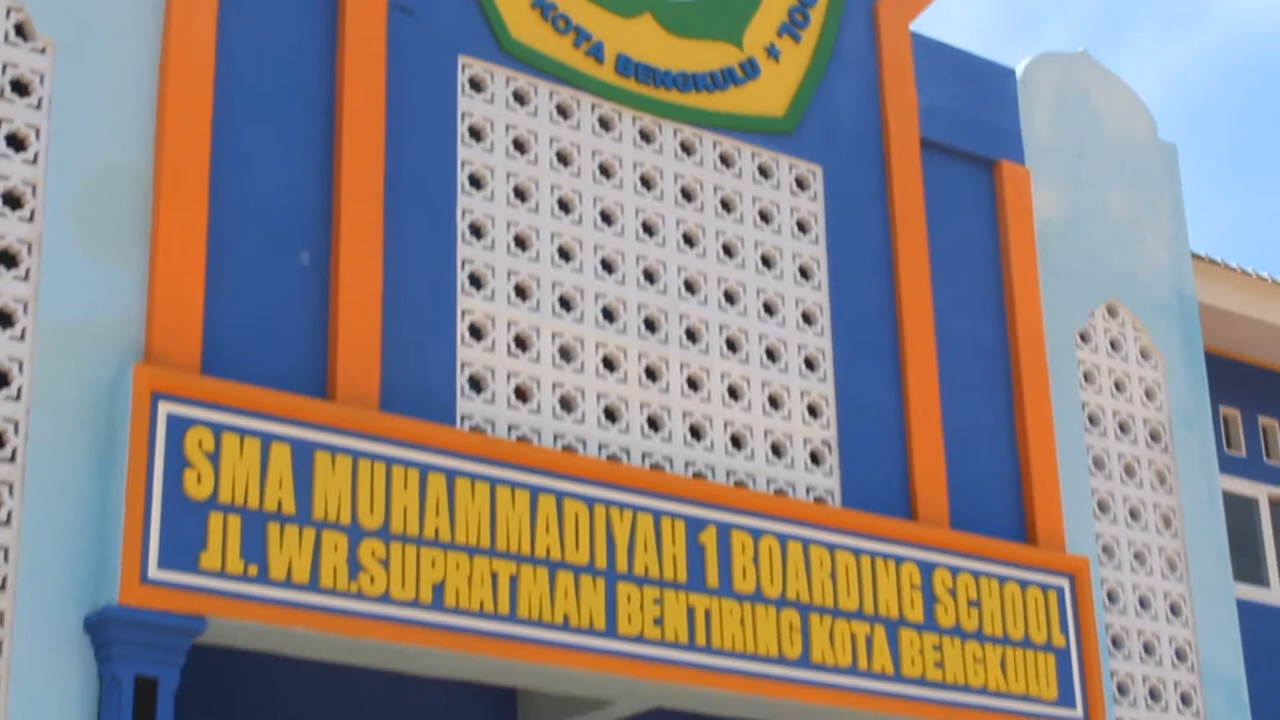 KOTA BENGKULU ★
SMA MUHAMMADIYAH 1 BOARDING SCHOOL
JL. WR.SUPRATMAN BENTIRING KOTA BENGKULU